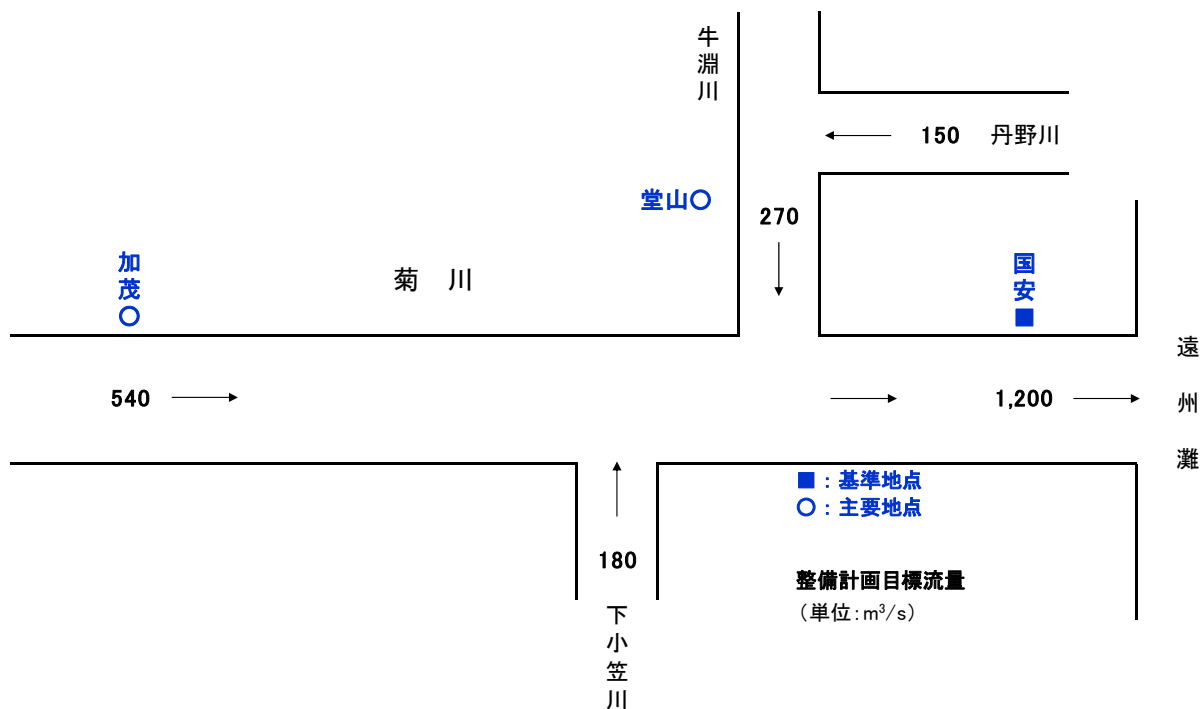 牛淵川
150 丹野川
堂山○
270
加茂
○
菊 川
国安
■
遠州灘
540
1,200
■：基準地点
○：主要地点
180
下小笠川
整備計画目標流量
（単位：m³/s）